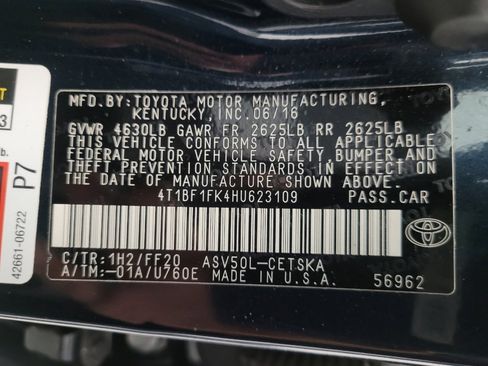 MFD.BY:TOYOTA MOTOR MANUFACTURING,
KENTUCKY,INC.06/16
GVWR 4630LB GAWR FR 2625LB RR 2625LB
THIS VEHICLE CONFORMS TO ALL APPLICABLE
FEDERAL MOTOR VEHICLE SAFETY,BUMPER,
AND THEFT PREVENTION STANDARDS IN EFFECT
ON THE DATE OF MANUFACTURE SHOWN ABOVE.
4T1BF1FK4HU623109 PASS.CAR
C/TR:1H2/FF20 ASV50L-CETSKA
A/TM:-01A/U760E MADE IN U.S.A. 56962
TOYOTA
3
b.
P7
42661-06722